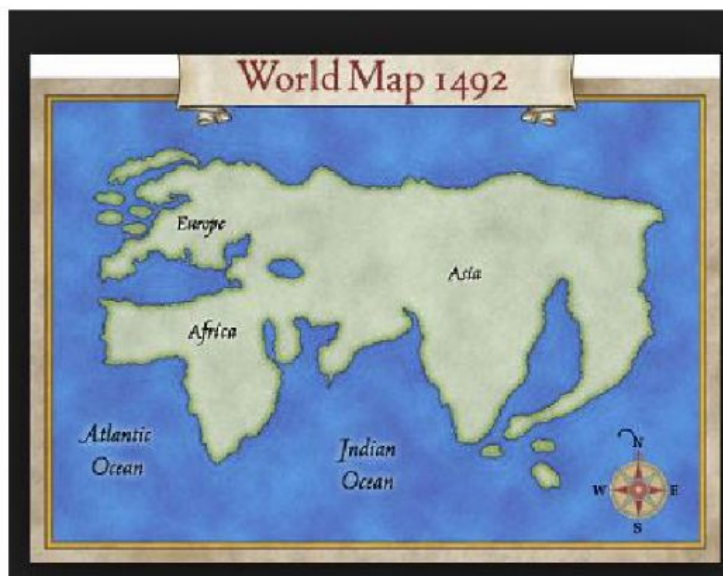 World Map 1492
Europe
Asia
Africa
Atlantic
Ocean
Indian
Ocean
N
W
E
S